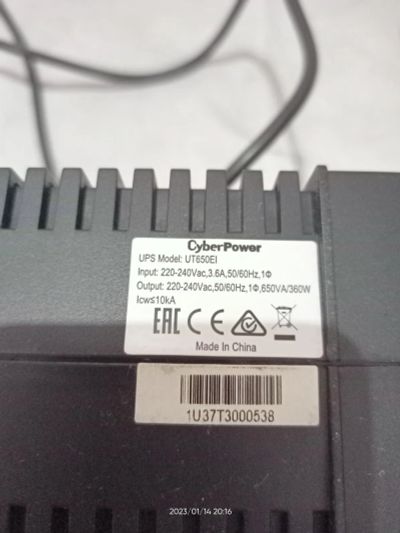 CyberPower
UPS Model: UT650EI
Input: 220-240Vac,3.6A,50/60Hz,1Φ
Output: 220-240Vac,50/60Hz,1Φ,650VA/360W
Icw≤10kA
EAC CE
Made In China
1U37T3000538
2023/01/14 20:16